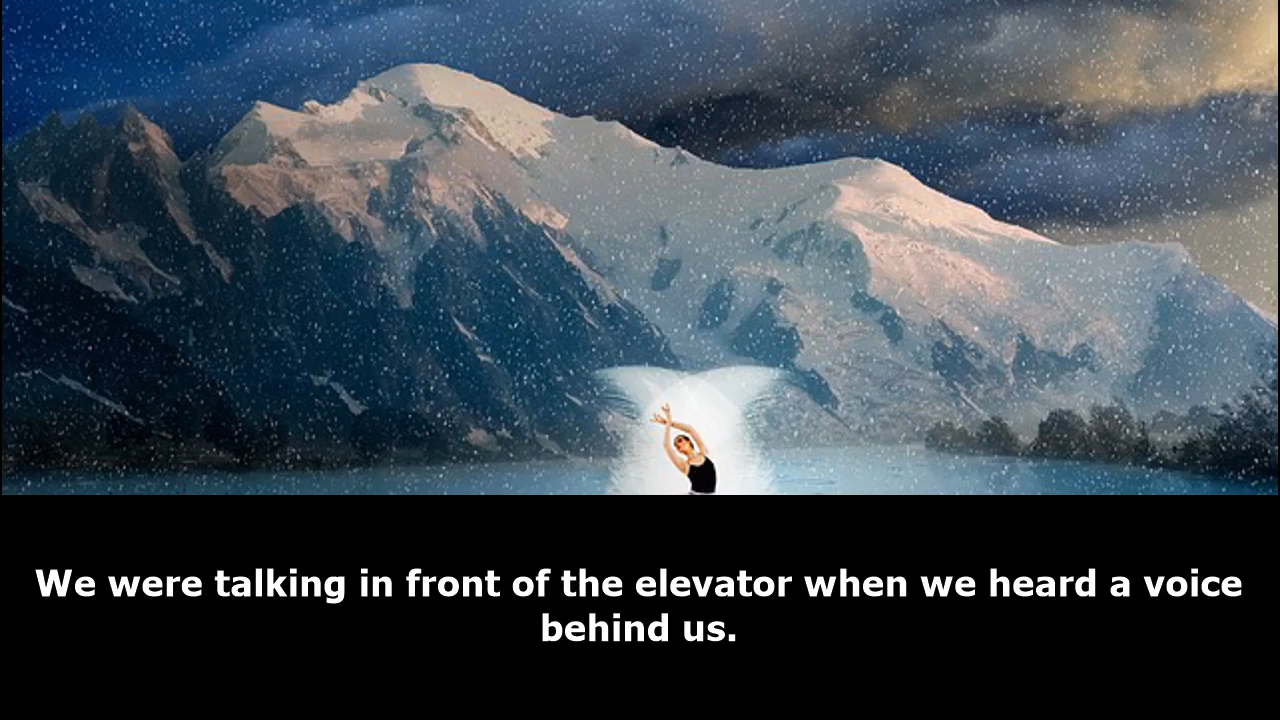 We were talking in front of the elevator when we heard a voice
behind us.